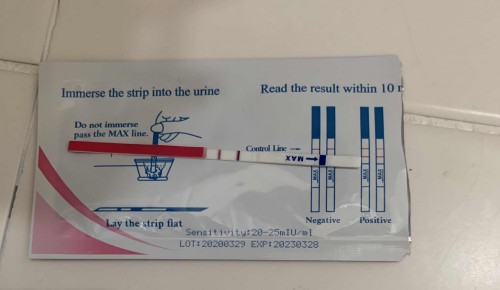 Immerse the strip into the urine
Read the result within 10
Do not immerse
pass the MAX line.
Control Line
MAX
MAX
MAX
MAX
MAX
Negative
Positive
Lay the strip flat
Sensitivity:20-25mIU/ml
LOT:20200329 EXP:20230328